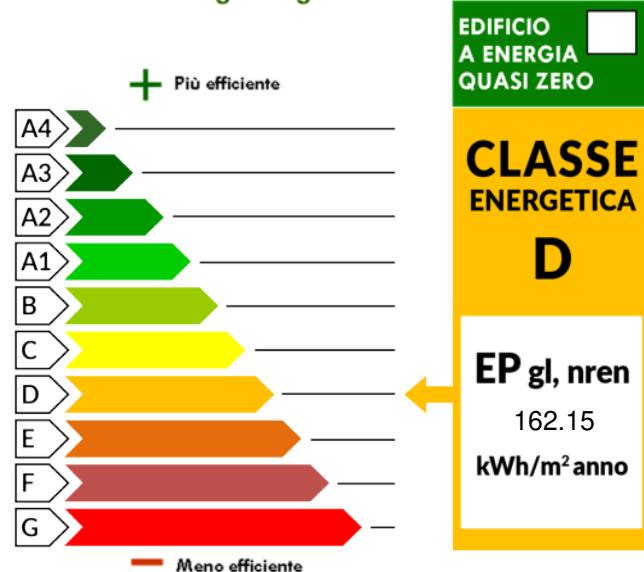 EDIFICIO
A ENERGIA
QUASI ZERO
Più efficiente
A4
A3
A2
A1
B
C
D
E
F
G
Meno efficiente
CLASSE
ENERGETICA
D
EP gl, nren
162.15
kWh/m² anno